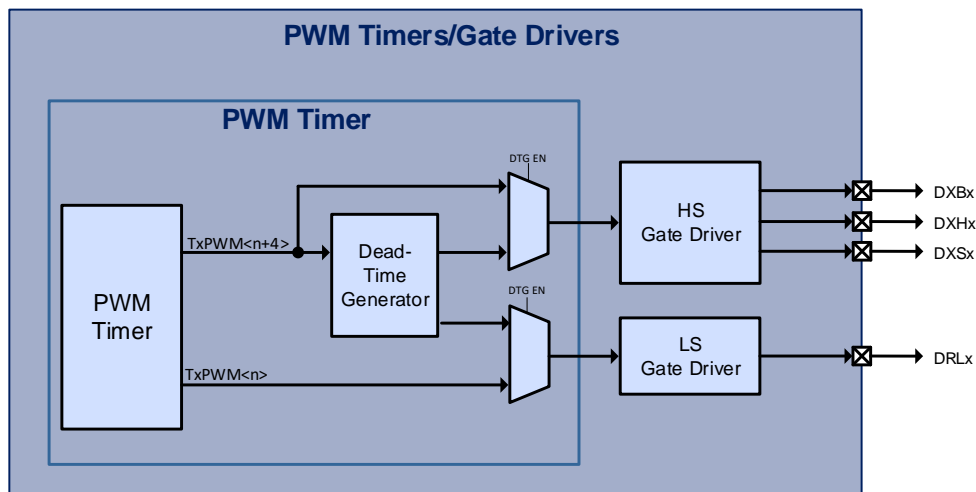 PWM Timers/Gate Drivers
PWM Timer
DTG EN
HS
Gate Driver
DXBx
DXHx
DXSx
TxPWM<n+4>
Dead-
Time
Generator
PWM
Timer
DTG EN
LS
Gate Driver
DRLx
TxPWM<n>